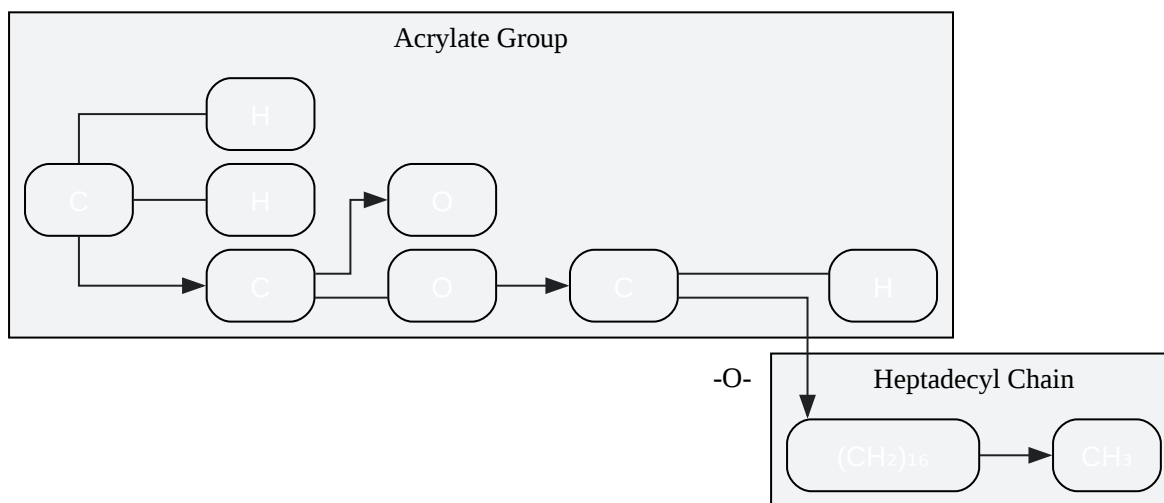 Acrylate Group
H
C
H
O
C
O
C
H
-O-
Heptadecyl Chain
(CH₂)₁₆
CH₃